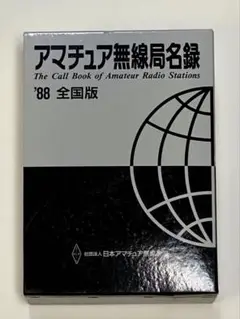 アマチュア無線局名録
The Call Book of Amateur Radio Stations
'88 全国版
社団法人 日本アマチュア無線連盟